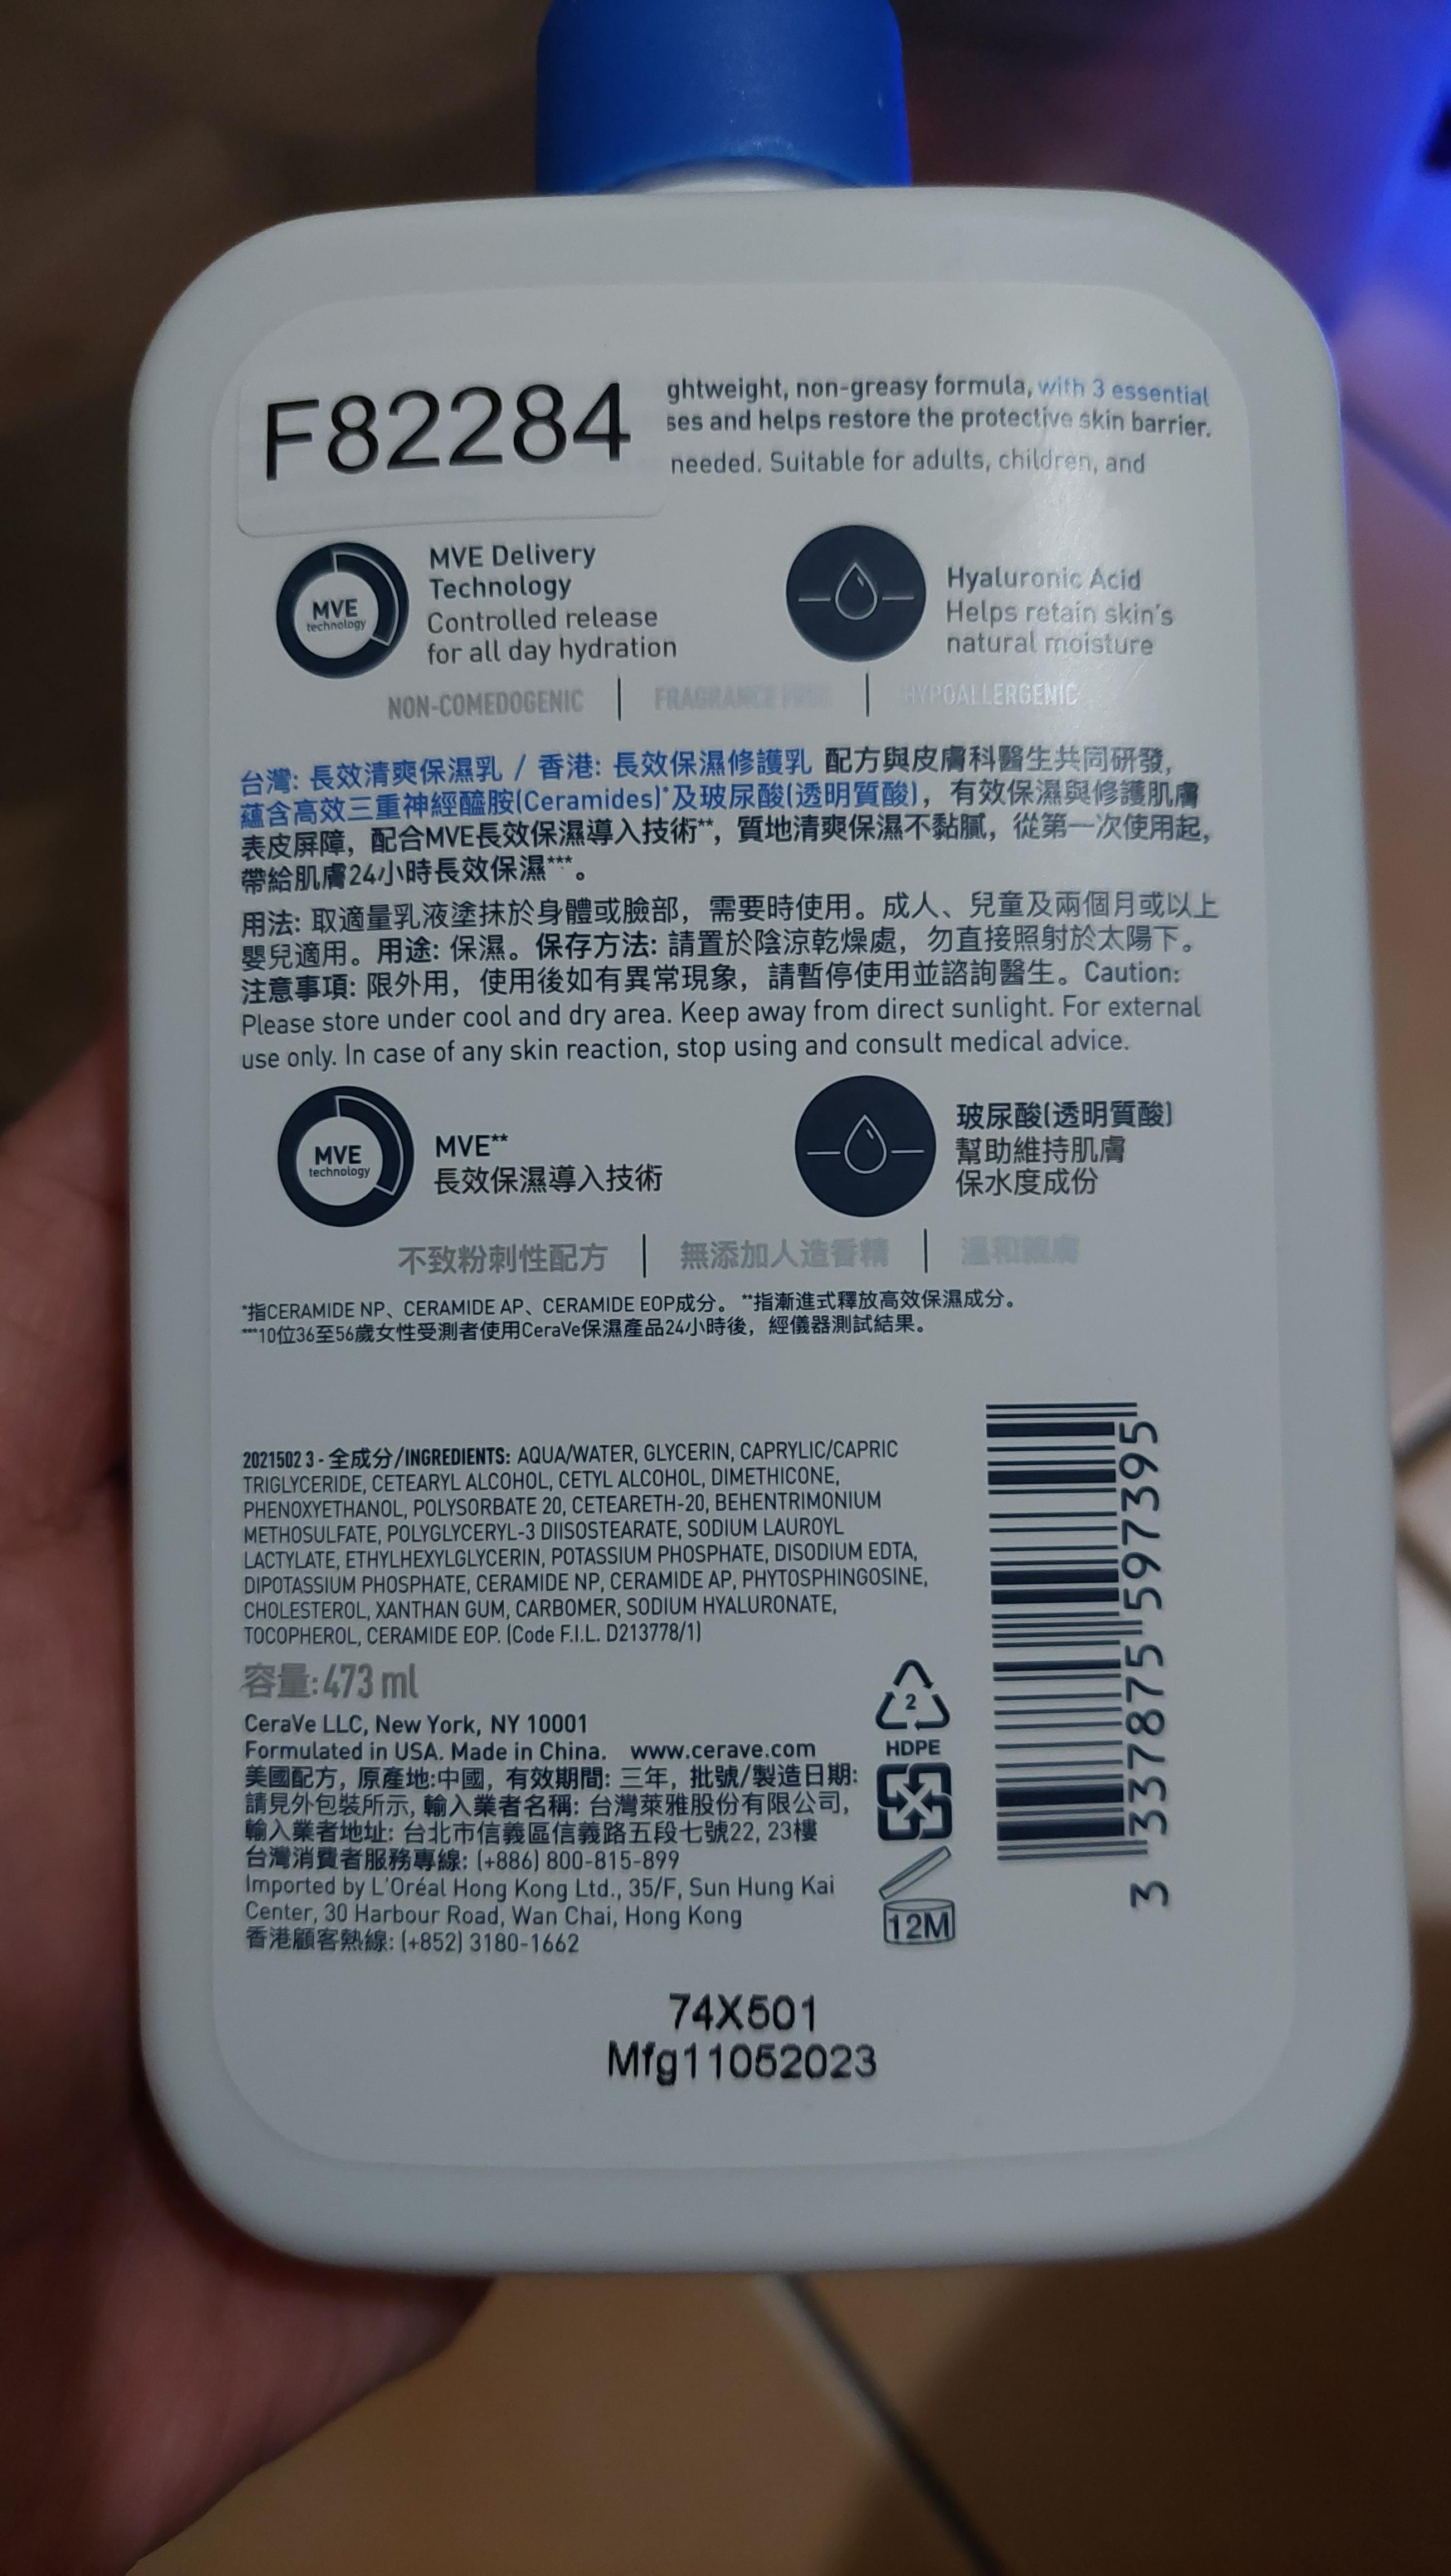 F82284
ghtweight, non-greasy formula, with 3 essential
ses and helps restore the protective skin barrier.
needed. Suitable for adults, children, and
MVE
technology
MVE Delivery
Technology
Controlled release
for all day hydration
Hyaluronic Acid
Helps retain skin's
natural moisture
NON-COMEDOGENIC | FRAGRANCE FREE | HYPOALLERGENIC
台灣: 長效清爽保濕乳 / 香港: 長效保濕修護乳 配方與皮膚科醫生共同研發,
蘊含高效三重神經醯胺(Ceramides)*及玻尿酸(透明質酸), 有效保濕與修護肌膚
表皮屏障, 配合MVE長效保濕導入技術**, 質地清爽保濕不黏膩, 從第一次使用起,
帶給肌膚24小時長效保濕***。
用法: 取適量乳液塗抹於身體或臉部, 需要時使用。成人、兒童及兩個月或以上
嬰兒適用。用途: 保濕。保存方法: 請置於陰涼乾燥處, 勿直接照射於太陽下。
注意事項: 限外用, 使用後如有異常現象, 請暫停使用並諮詢醫生。Caution:
Please store under cool and dry area. Keep away from direct sunlight. For external
use only. In case of any skin reaction, stop using and consult medical advice.
MVE
technology
MVE**
長效保濕導入技術
玻尿酸(透明質酸)
幫助維持肌膚
保水度成份
不致粉刺性配方 | 無添加人造香精 | 溫和親膚
*指CERAMIDE NP、CERAMIDE AP、CERAMIDE EOP成分。 **指漸進式釋放高效保濕成分。
***10位36至56歲女性受測者使用CeraVe保濕產品24小時後, 經儀器測試結果。
2021502 3 - 全成分/INGREDIENTS: AQUA/WATER, GLYCERIN, CAPRYLIC/CAPRIC
TRIGLYCERIDE, CETEARYL ALCOHOL, CETYL ALCOHOL, DIMETHICONE,
PHENOXYETHANOL, POLYSORBATE 20, CETEARETH-20, BEHENTRIMONIUM
METHOSULFATE, POLYGLYCERYL-3 DIISOSTEARATE, SODIUM LAUROYL
LACTYLATE, ETHYLHEXYLGLYCERIN, POTASSIUM PHOSPHATE, DISODIUM EDTA,
DIPOTASSIUM PHOSPHATE, CERAMIDE NP, CERAMIDE AP, PHYTOSPHINGOSINE,
CHOLESTEROL, XANTHAN GUM, CARBOMER, SODIUM HYALURONATE,
TOCOPHEROL, CERAMIDE EOP. (Code F.I.L. D213778/1)
容量: 473 ml
CeraVe LLC, New York, NY 10001
Formulated in USA. Made in China. www.cerave.com
美國配方, 原產地:中國, 有效期間: 三年, 批號/製造日期:
請見外包裝所示, 輸入業者名稱: 台灣萊雅股份有限公司,
輸入業者地址: 台北市信義區信義路五段七號22, 23樓
台灣消費者服務專線: (+886) 800-815-899
Imported by L'Oréal Hong Kong Ltd., 35/F, Sun Hung Kai
Center, 30 Harbour Road, Wan Chai, Hong Kong
香港顧客熱線: (+852) 3180-1662
2
HDPE
12M
3 337875 597395
74X501
Mfg11052023